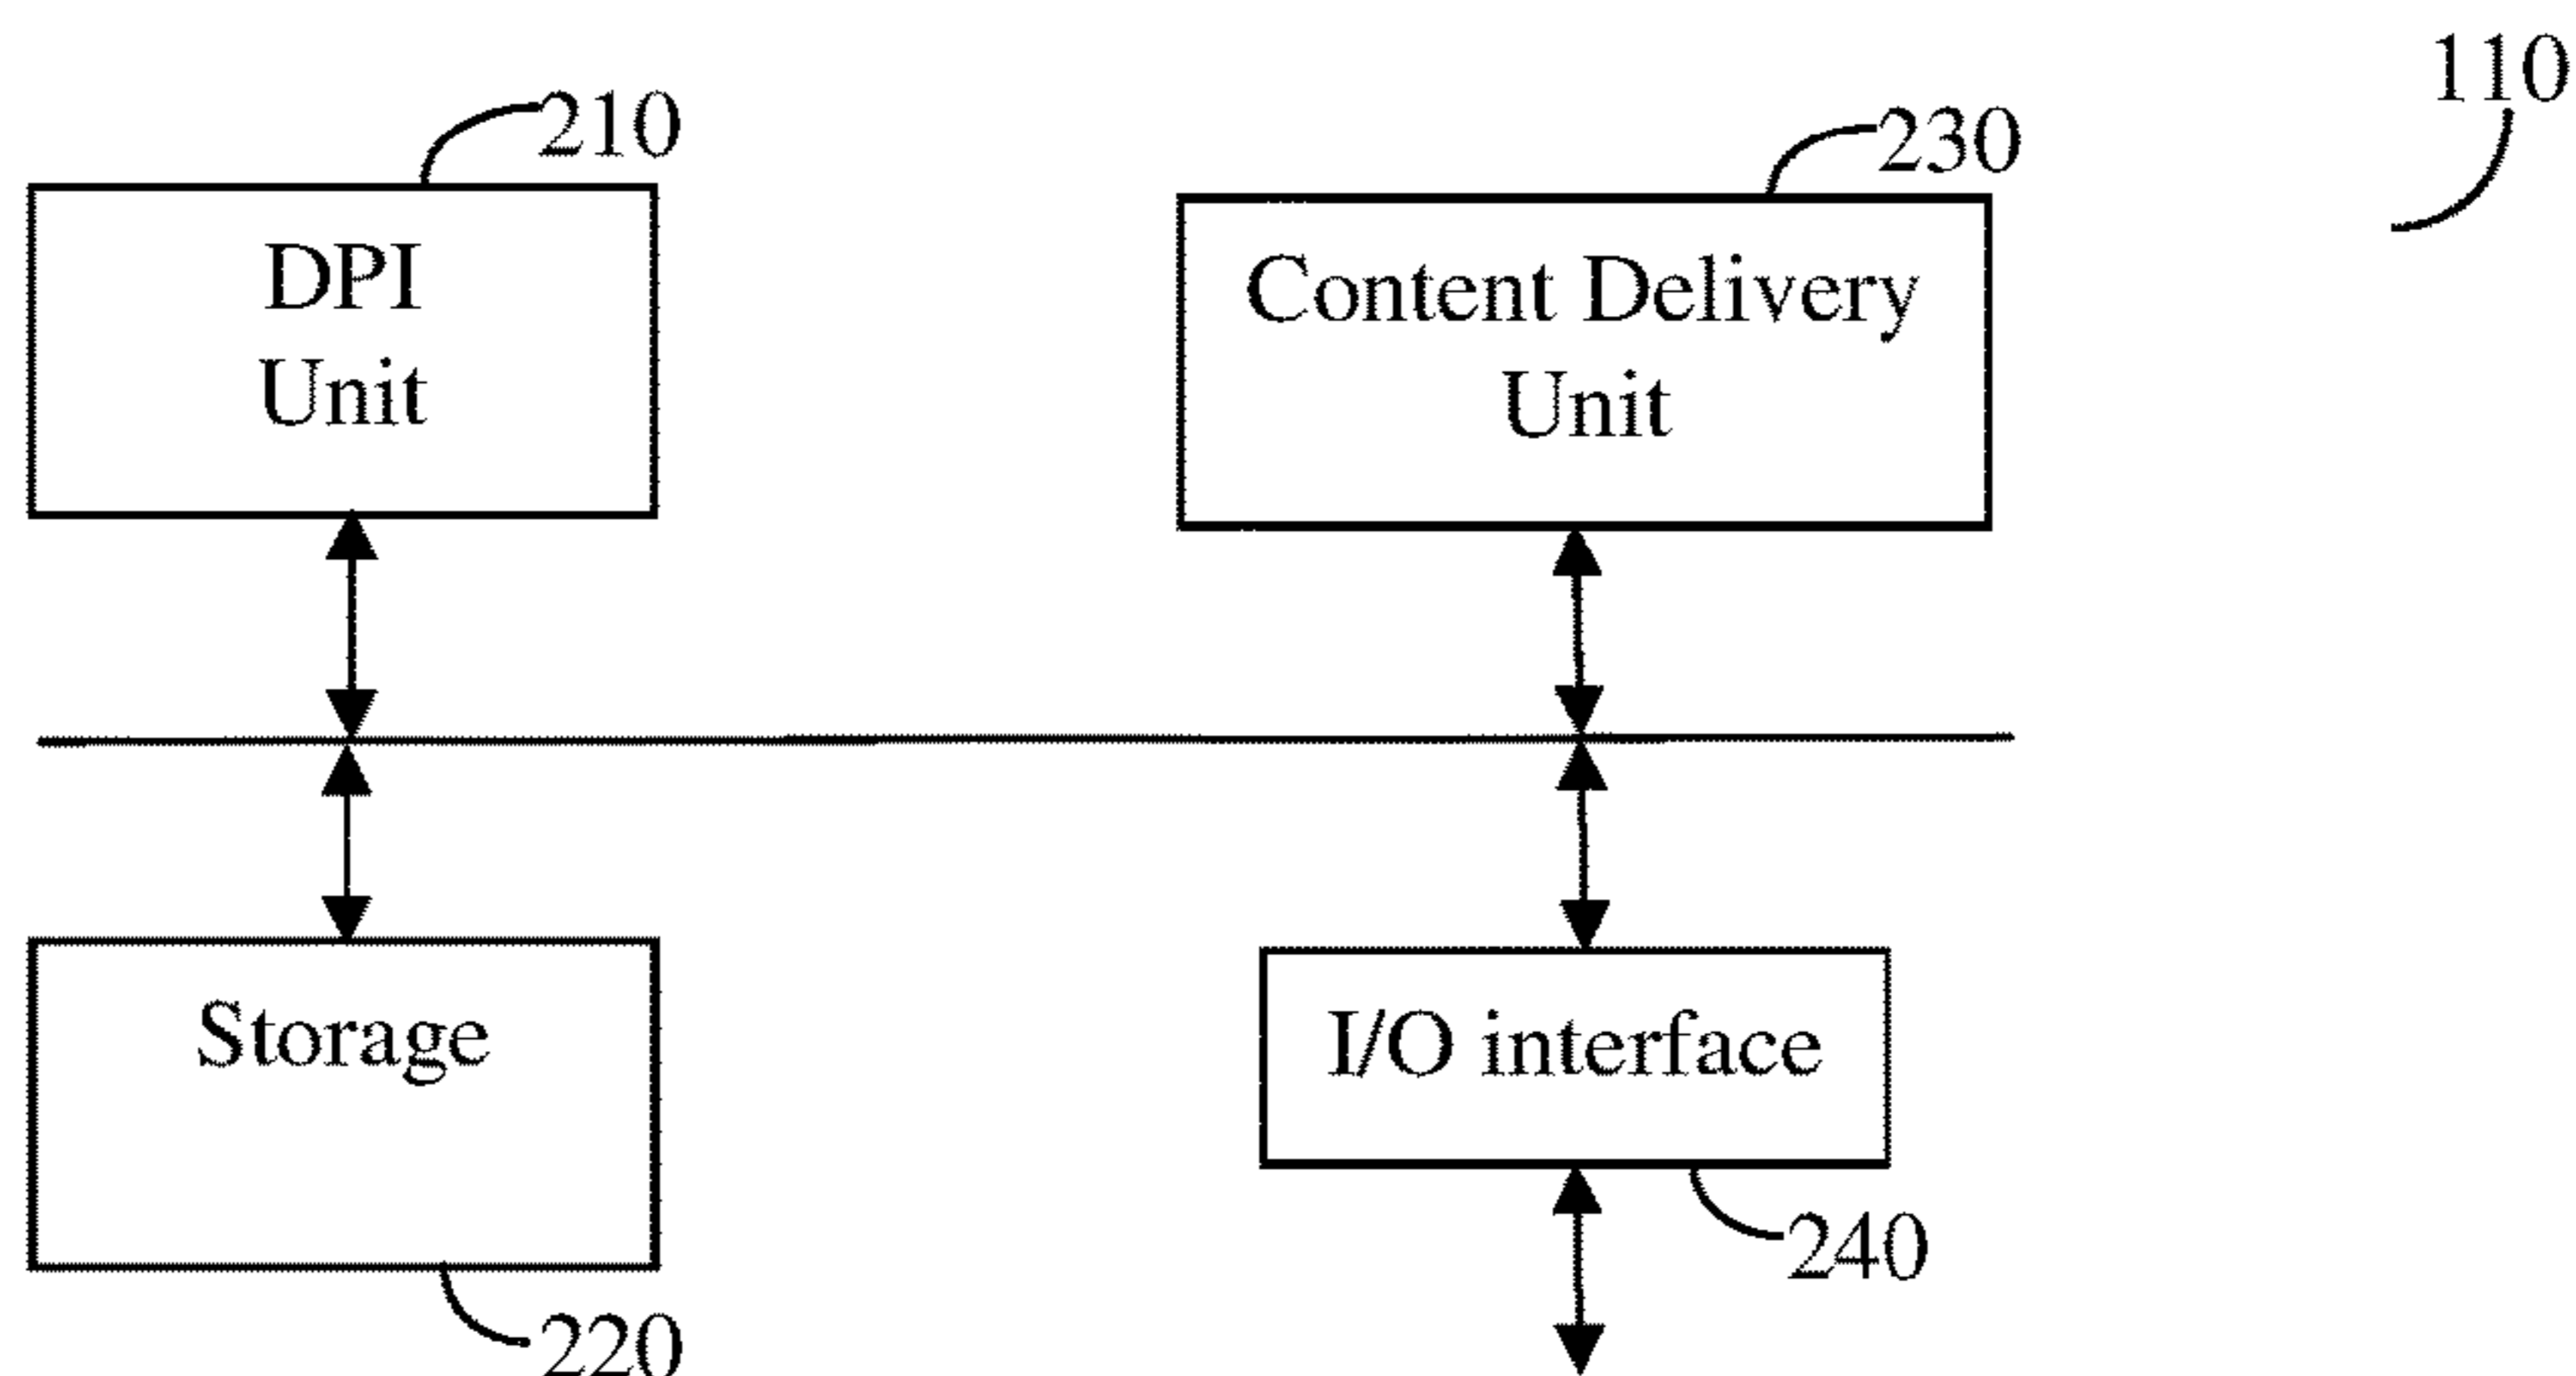 110
210
230
DPI
Unit
Content Delivery
Unit
Storage
I/O interface
240
220